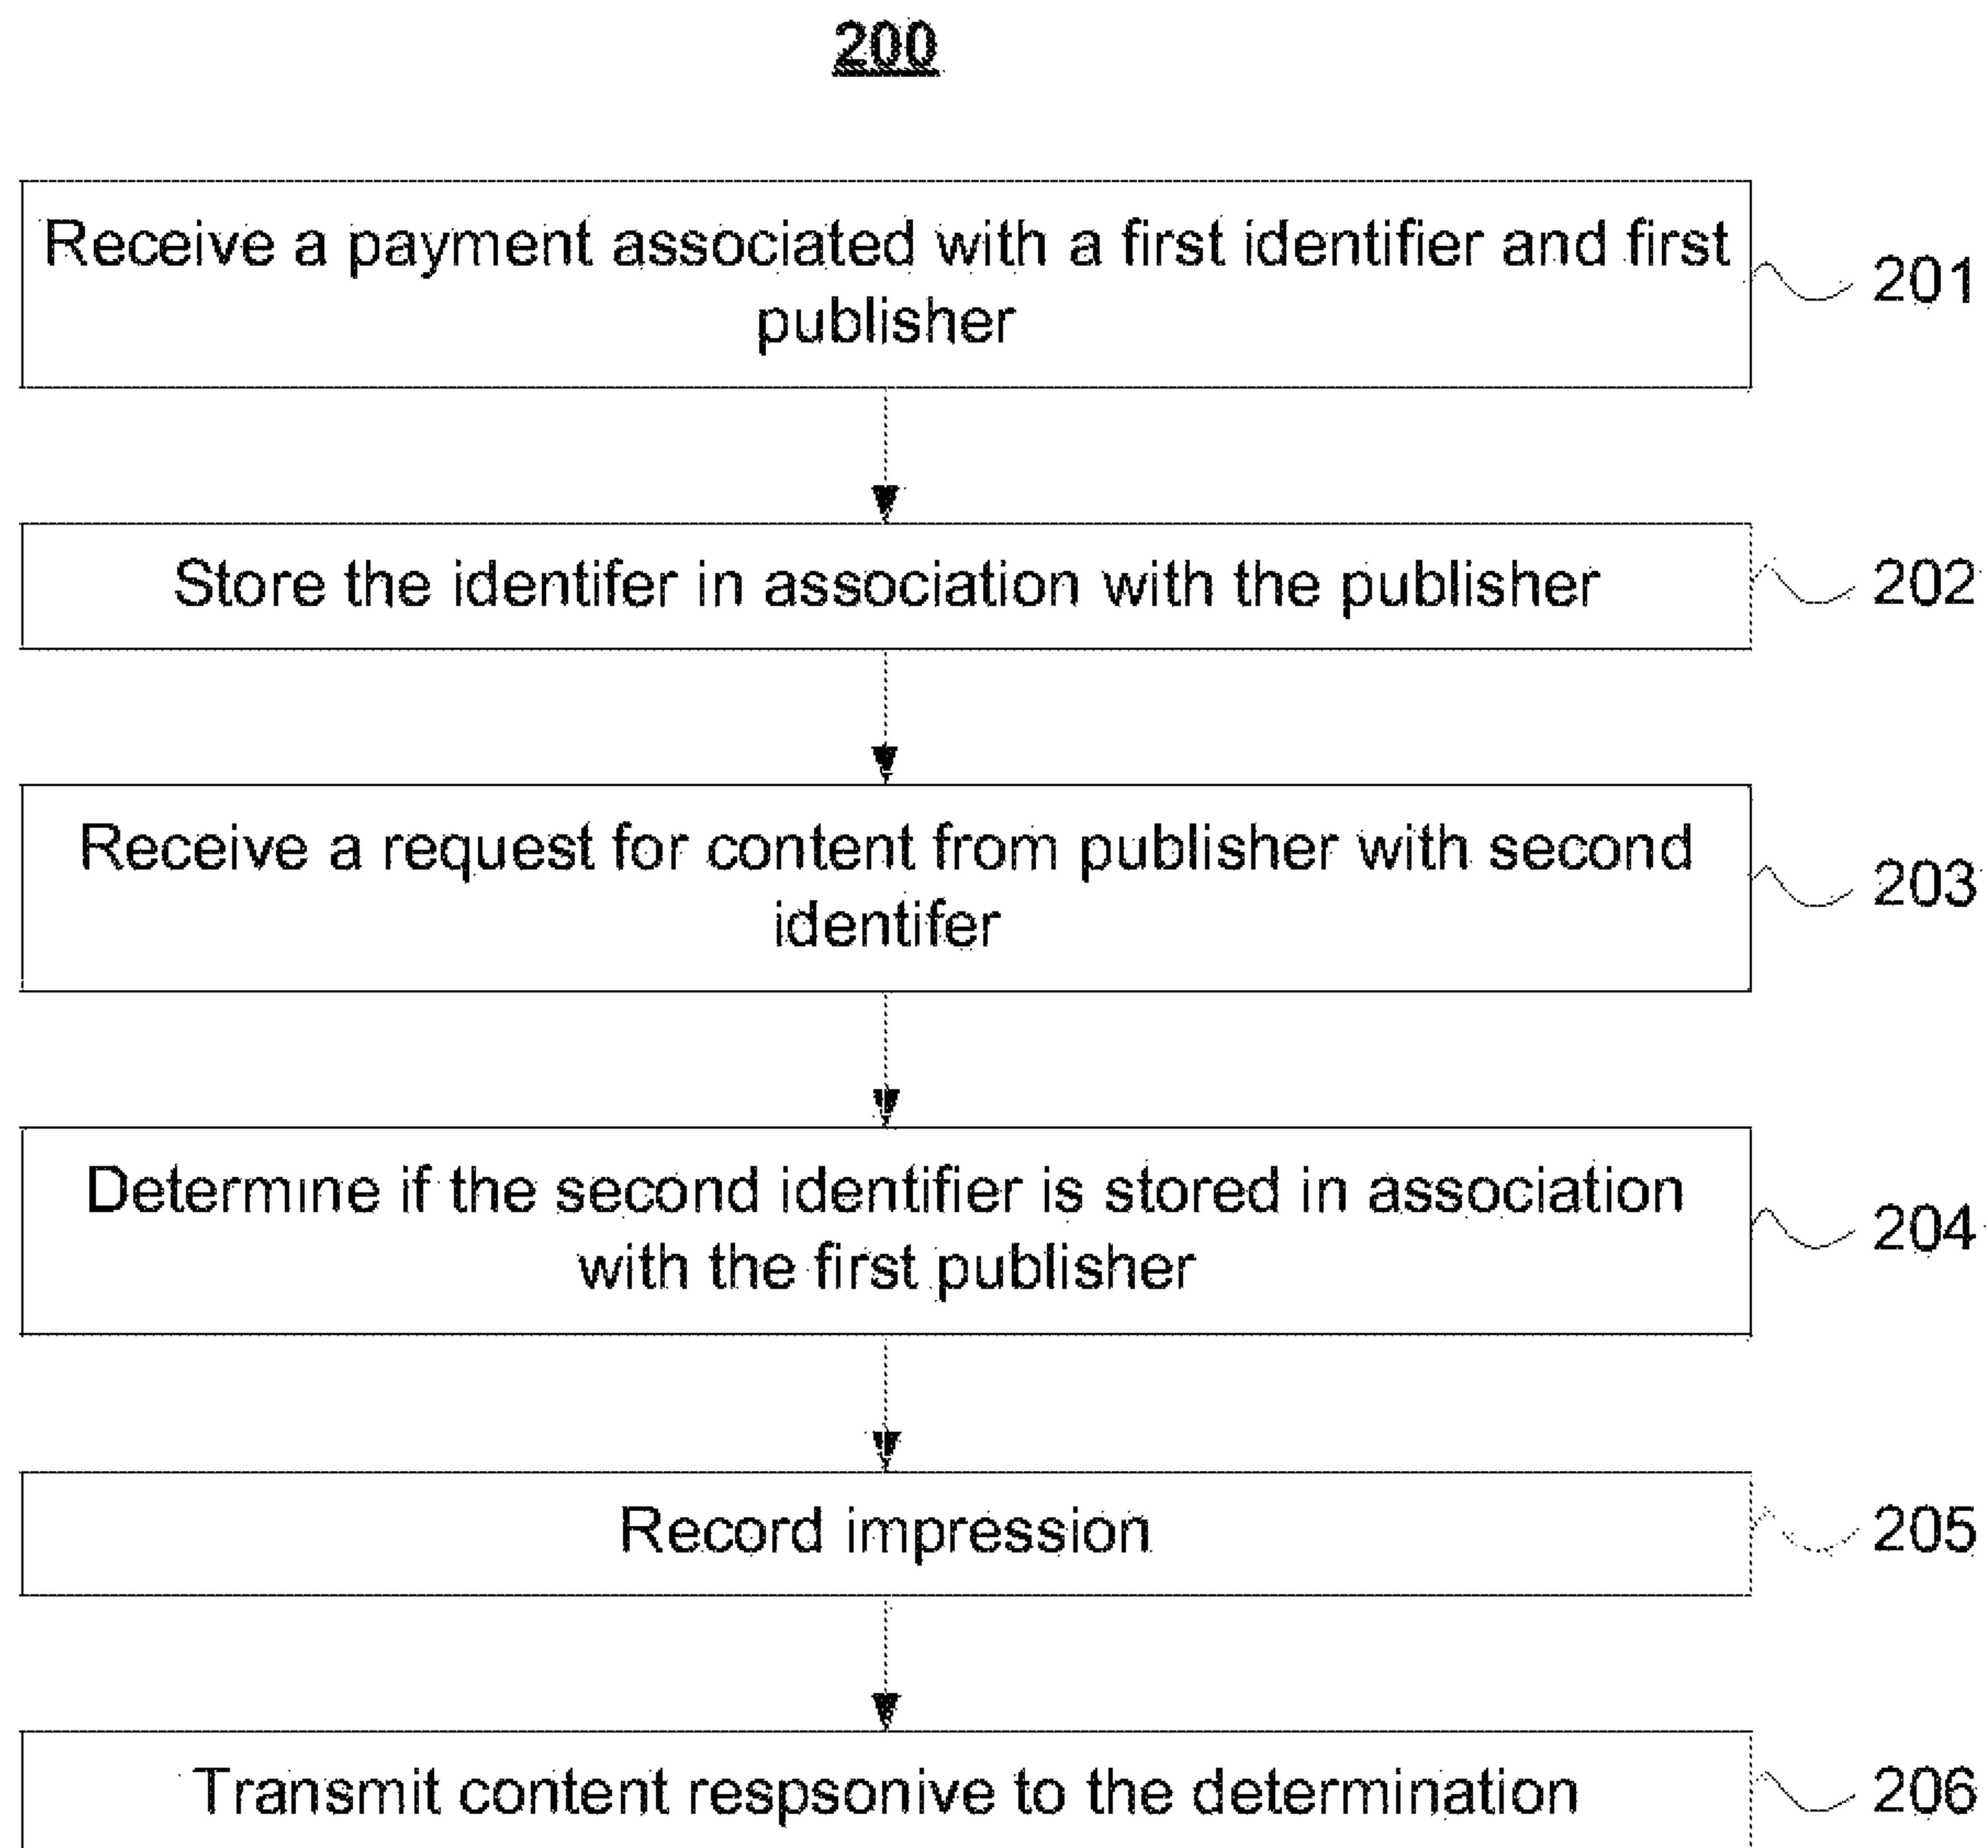 200
Receive a payment associated with a first identifier and first
publisher
201
Store the identifer in association with the publisher
202
Receive a request for content from publisher with second
identifer
203
Determine if the second identifier is stored in association
with the first publisher
204
Record impression
205
Transmit content respsonive to the determination
206